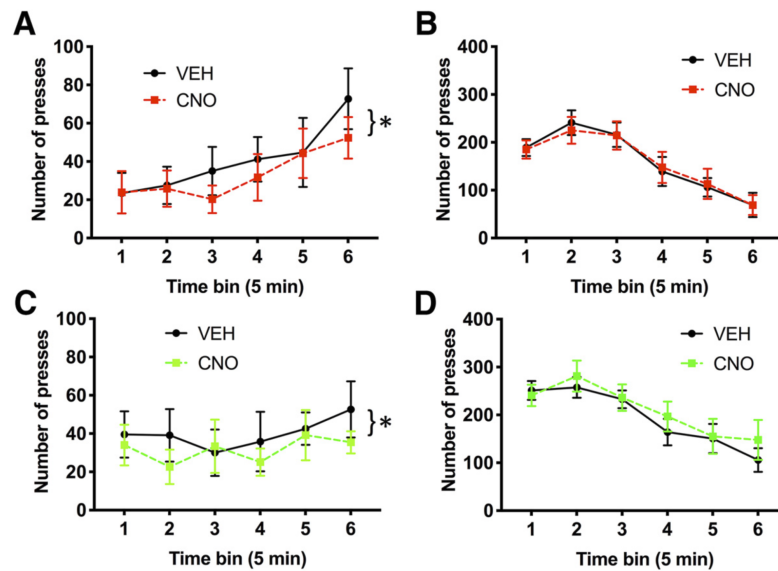 A
Number of presses
100
80
60
40
20
0
VEH
CNO
*
1 2 3 4 5 6
Time bin (5 min)
B
Number of presses
400
300
200
100
0
VEH
CNO
1 2 3 4 5 6
Time bin (5 min)
C
Number of presses
100
80
60
40
20
0
VEH
CNO
*
1 2 3 4 5 6
Time bin (5 min)
D
Number of presses
400
300
200
100
0
VEH
CNO
1 2 3 4 5 6
Time bin (5 min)